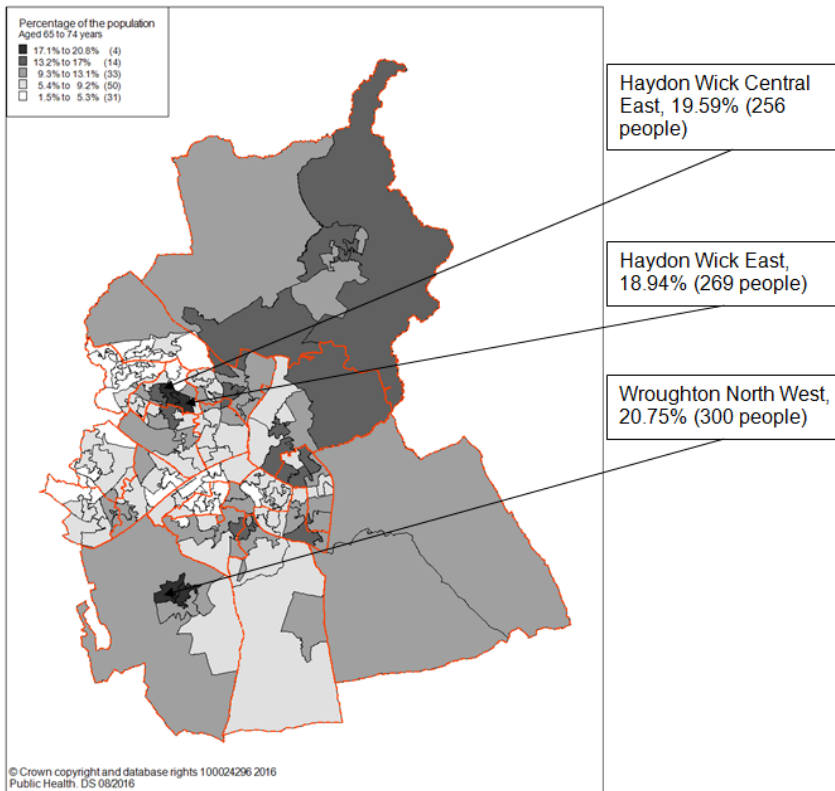 Percentage of the population
Aged 65 to 74 years
17.1% to 20.8% (4)
13.2% to 17% (14)
9.3% to 13.1% (33)
5.4% to 9.2% (50)
1.5% to 5.3% (31)
Haydon Wick Central
East, 19.59% (256
people)
Haydon Wick East,
18.94% (269 people)
Wroughton North West,
20.75% (300 people)
© Crown copyright and database rights 100024296 2016
Public Health. DS 08/2016